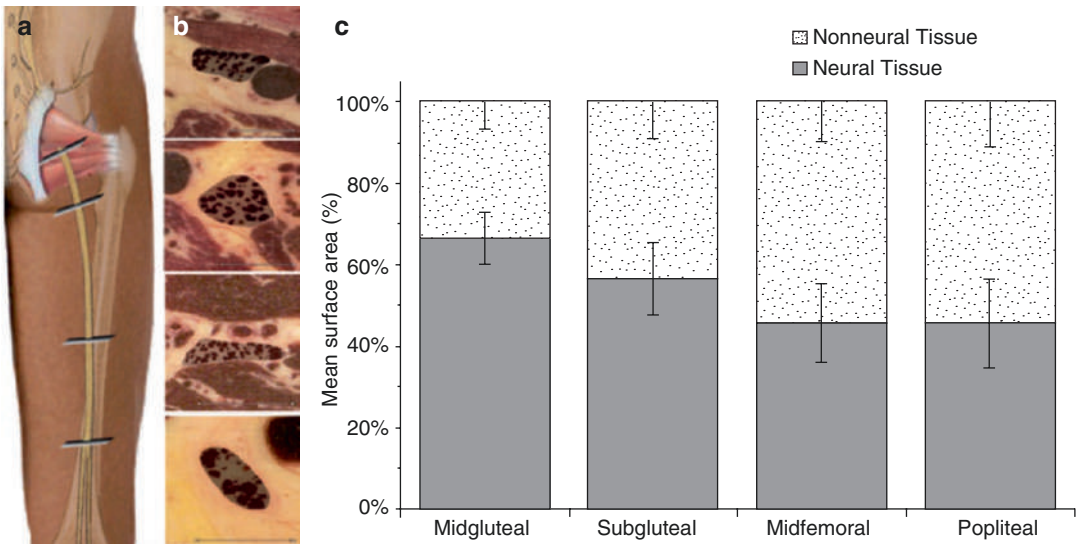 a
b
c
Nonneural Tissue
Neural Tissue
Mean surface area (%)
100%
80%
60%
40%
20%
0%
Midgluteal
Subgluteal
Midfemoral
Popliteal